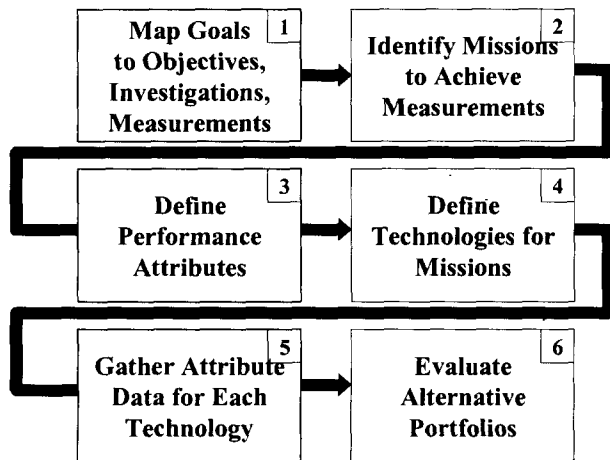 1
Map Goals
to Objectives,
Investigations,
Measurements
2
Identify Missions
to Achieve
Measurements
3
Define
Performance
Attributes
4
Define
Technologies for
Missions
5
Gather Attribute
Data for Each
Technology
6
Evaluate
Alternative
Portfolios